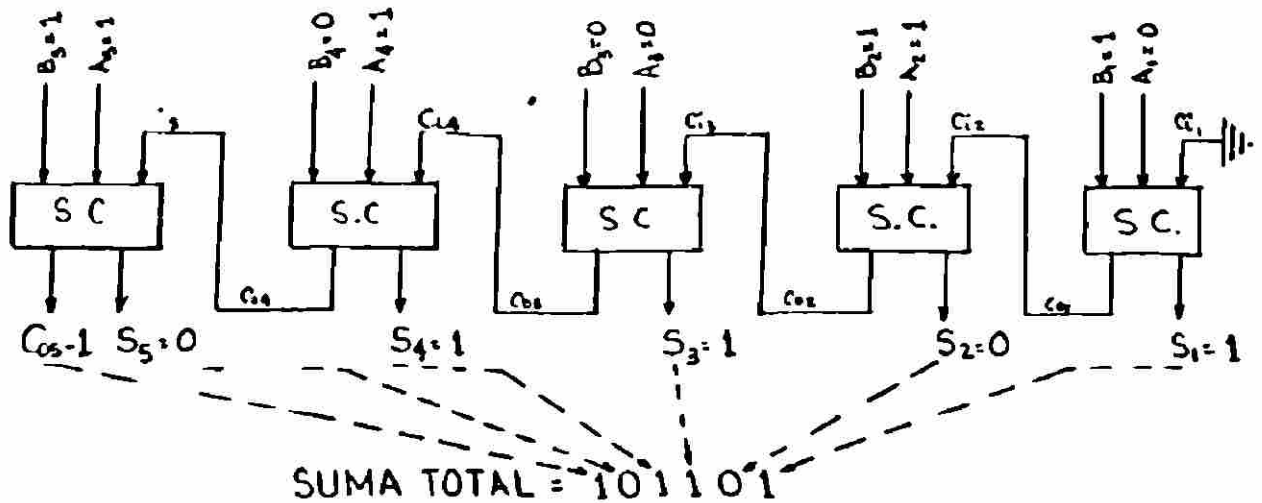 B₅=1 A₅=1 B₄=0 A₄=1 B₃=0 A₃=0 B₂=1 A₂=1 B₁=1 A₁=0
Ci₄ Ci₃ Ci₂ Ci₁
S C S.C S C S.C. S C.
Co₄ Co₃ Co₂ Co₁
Co₅-1 S₅=0 S₄=1 S₃=1 S₂=0 S₁=1
SUMA TOTAL = 101101